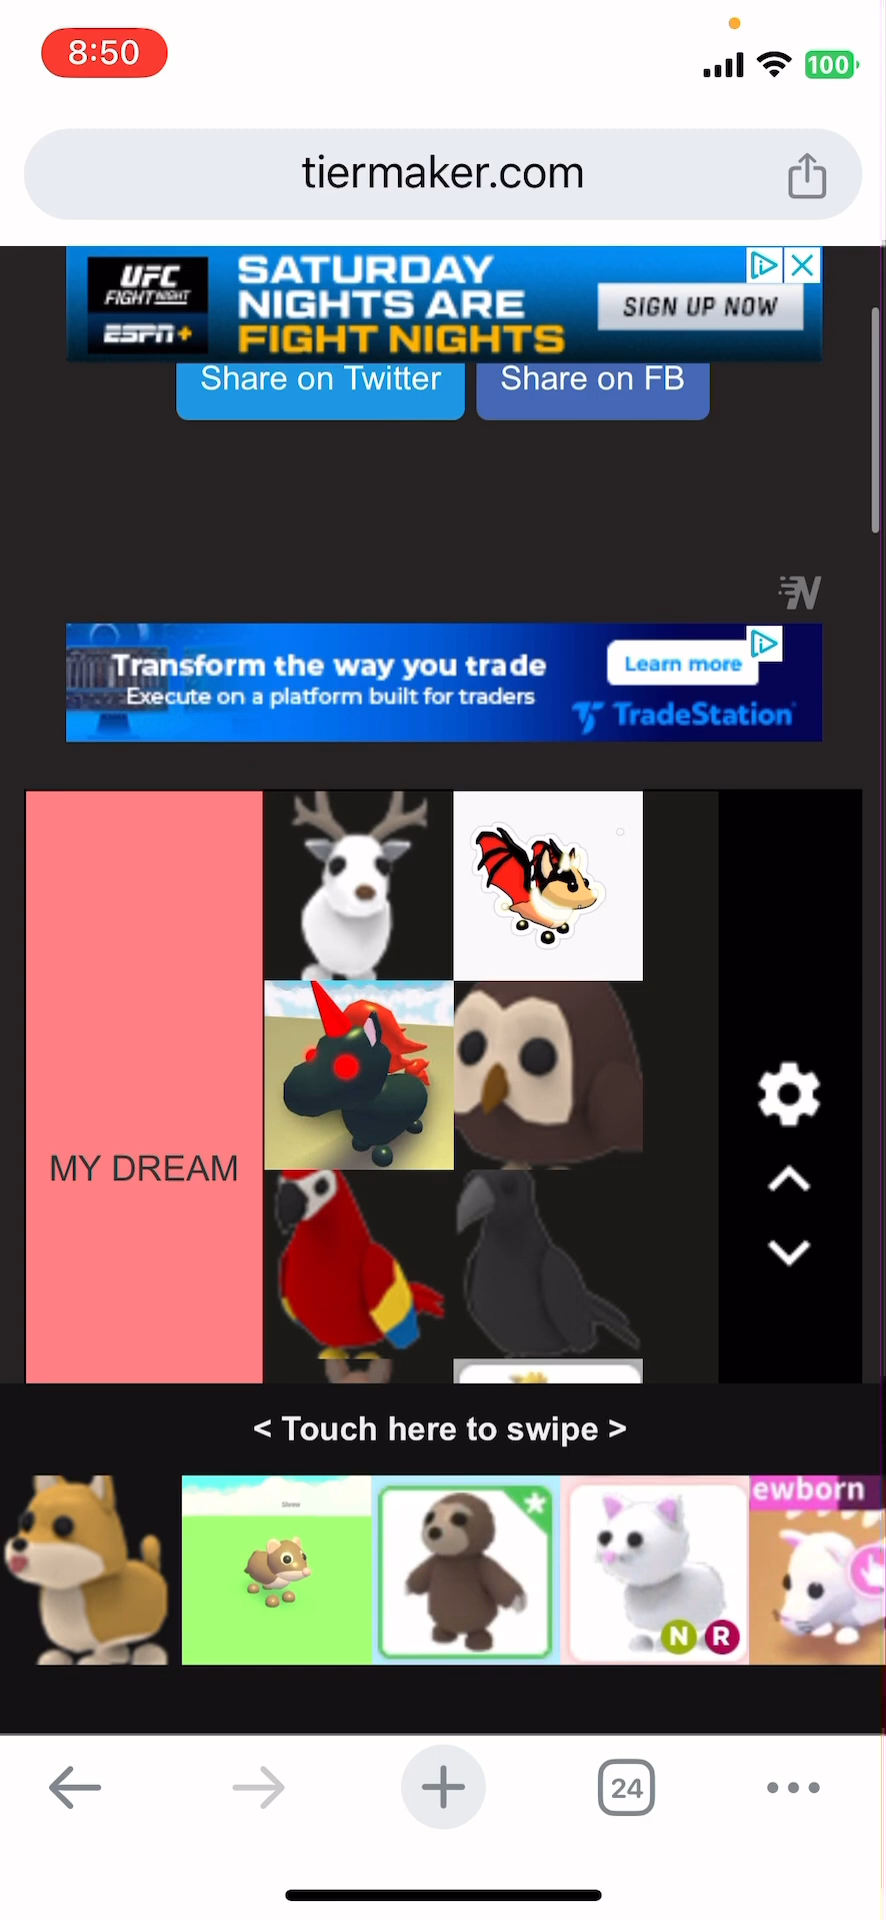 8:50
100
tiermaker.com
UFC
FIGHT NIGHT
ESPN+
SATURDAY
NIGHTS ARE
FIGHT NIGHTS
SIGN UP NOW
Share on Twitter
Share on FB
Transform the way you trade
Execute on a platform built for traders
Learn more
TradeStation
MY DREAM
< Touch here to swipe >
Shrew
N R
ewborn
24